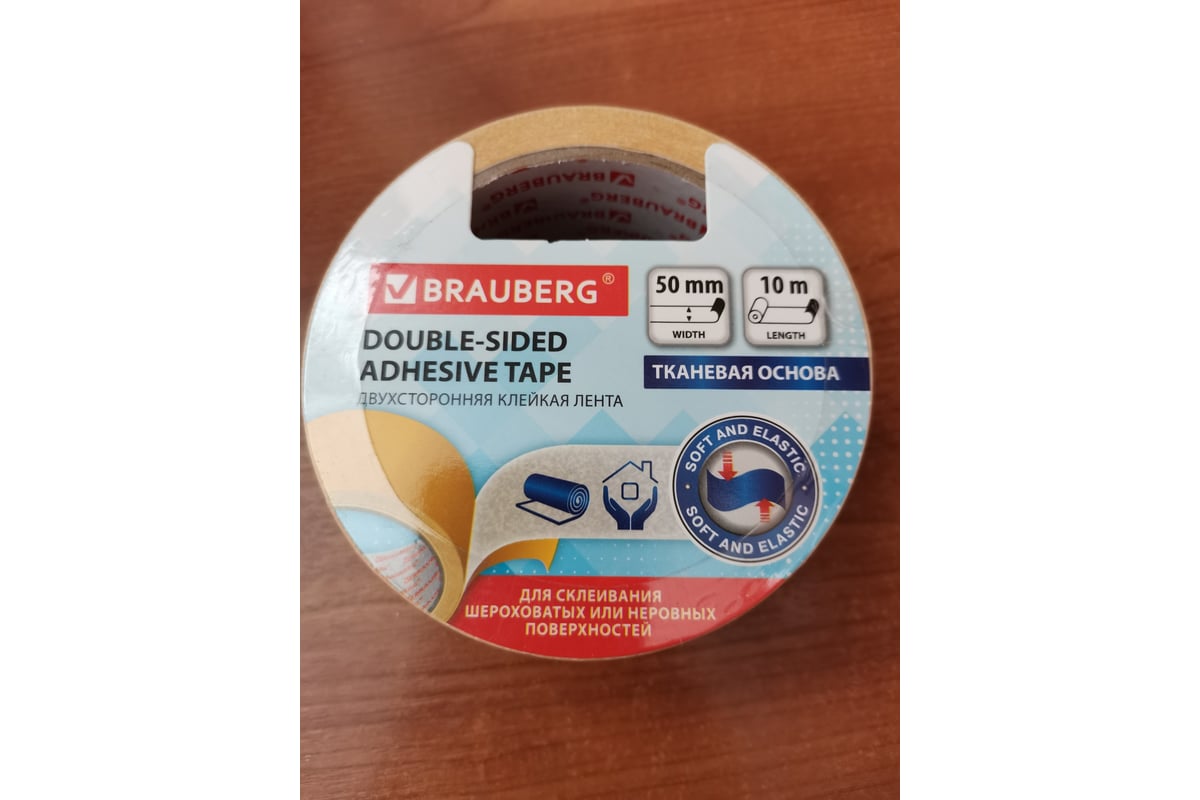 BRAUBERG
BRAUBERG
BRAUBERG®
DOUBLE-SIDED
ADHESIVE TAPE
ДВУХСТОРОННЯЯ КЛЕЙКАЯ ЛЕНТА
50 mm
WIDTH
10 m
LENGTH
ТКАНЕВАЯ ОСНОВА
SOFT AND ELASTIC
SOFT AND ELASTIC
ДЛЯ СКЛЕИВАНИЯ
ШЕРОХОВАТЫХ ИЛИ НЕРОВНЫХ
ПОВЕРХНОСТЕЙ